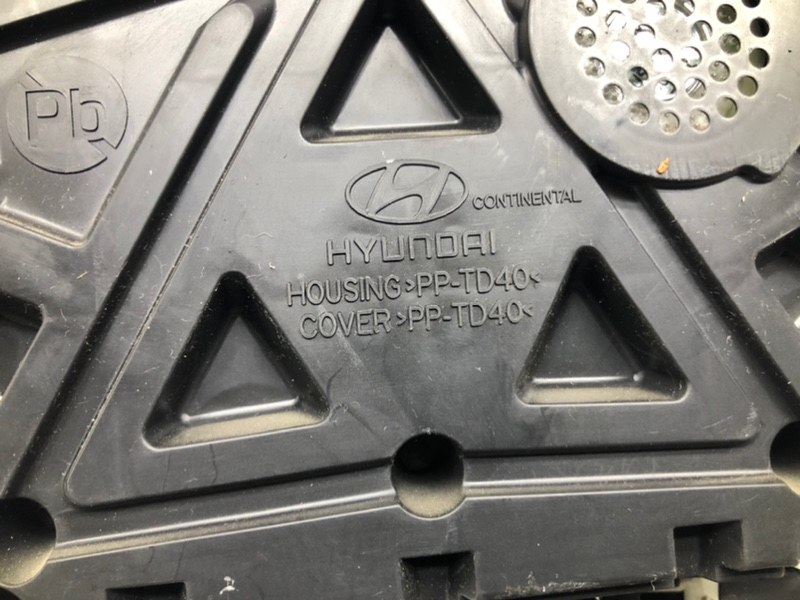 Pb
CONTINENTAL
HYUNDAI
HOUSING>PP-TD40<
COVER>PP-TD40<